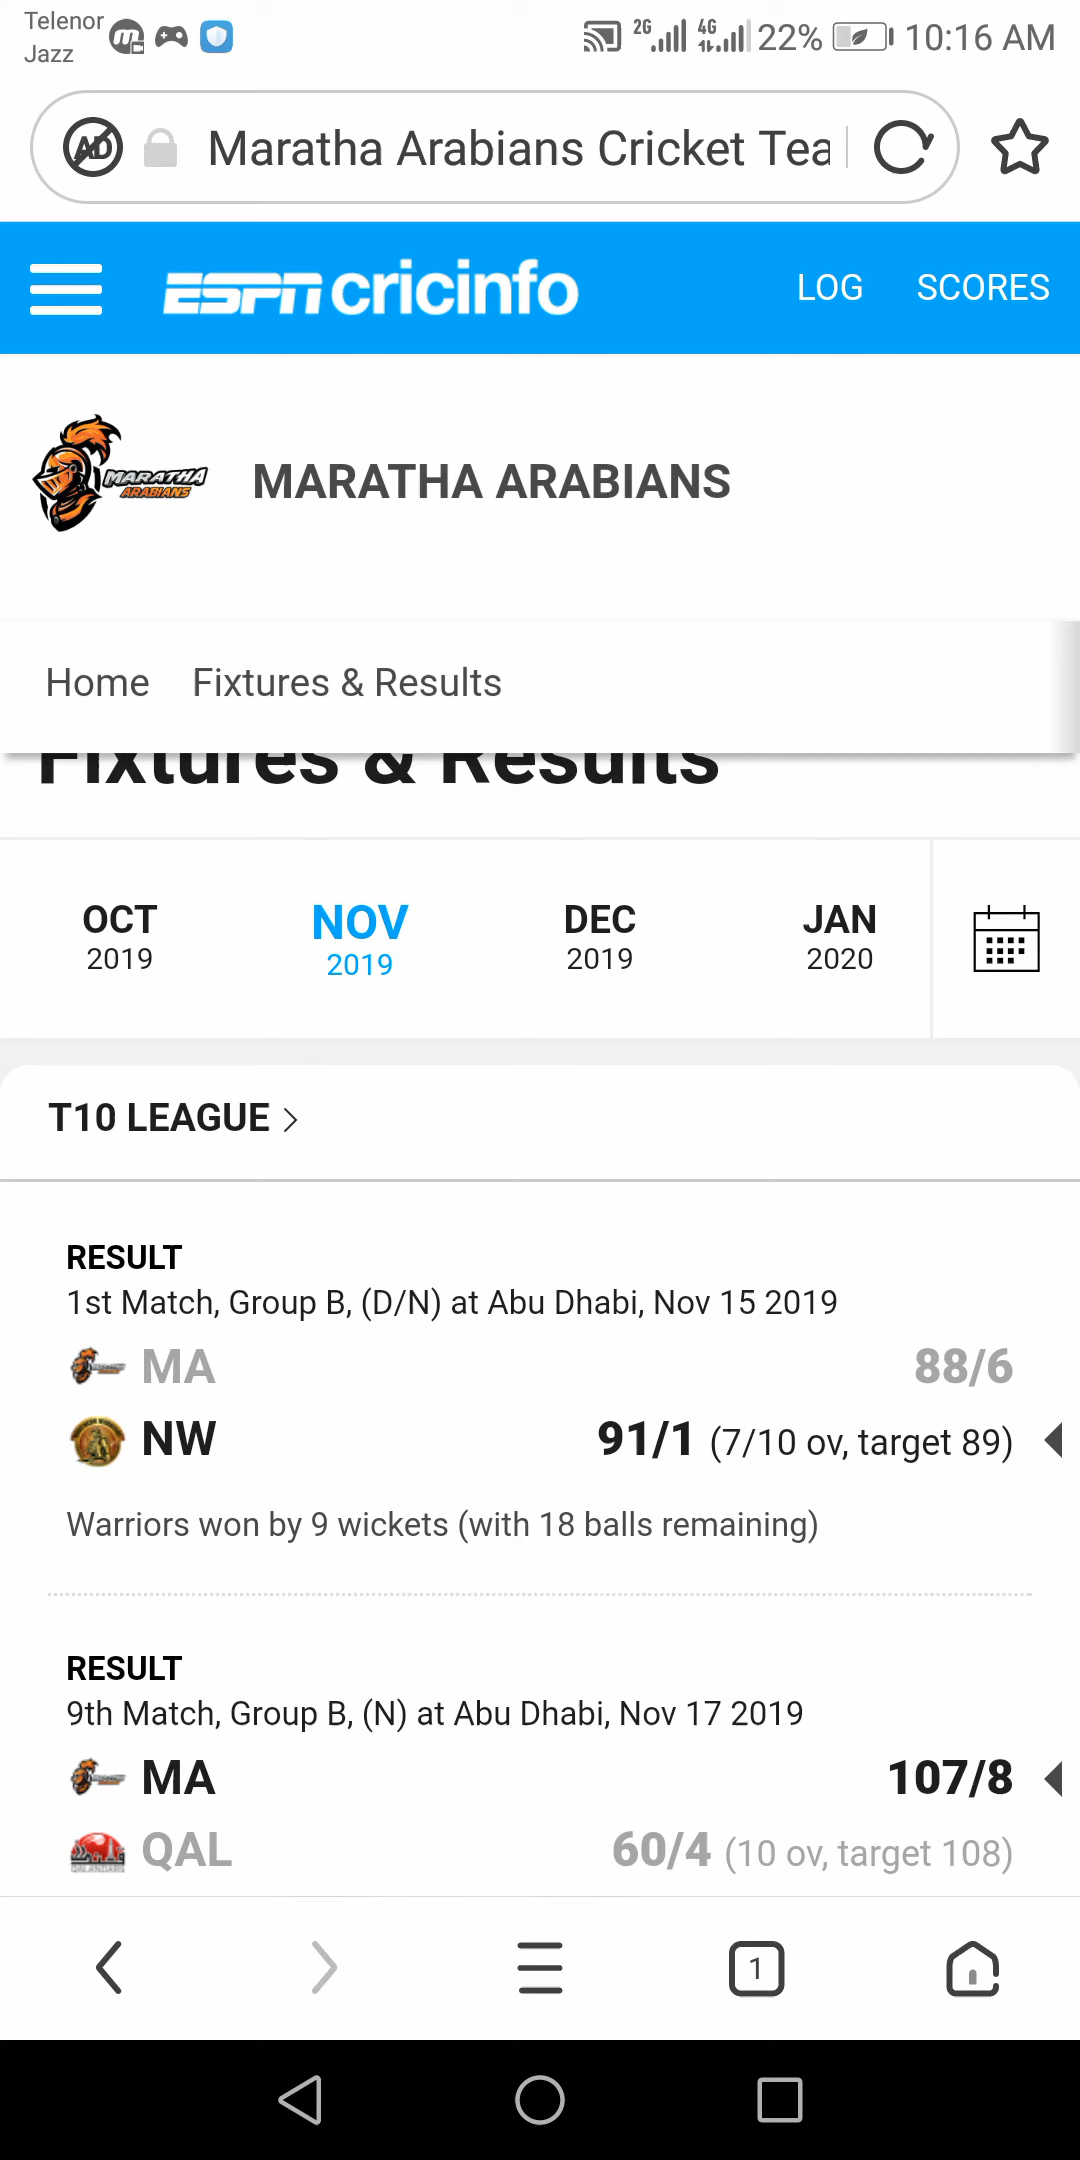 Telenor
Jazz
2G 4G 22% 10:16 AM
AD Maratha Arabians Cricket Tea
ESPN cricinfo LOG SCORES
MARATHA
ARABIANS
MARATHA ARABIANS
Home Fixtures & Results
Fixtures & Results
OCT NOV DEC JAN
2019 2019 2019 2020
T10 LEAGUE
RESULT
1st Match, Group B, (D/N) at Abu Dhabi, Nov 15 2019
MA 88/6
NW 91/1 (7/10 ov, target 89)
Warriors won by 9 wickets (with 18 balls remaining)
RESULT
9th Match, Group B, (N) at Abu Dhabi, Nov 17 2019
MA 107/8
QAL 60/4 (10 ov, target 108)
1